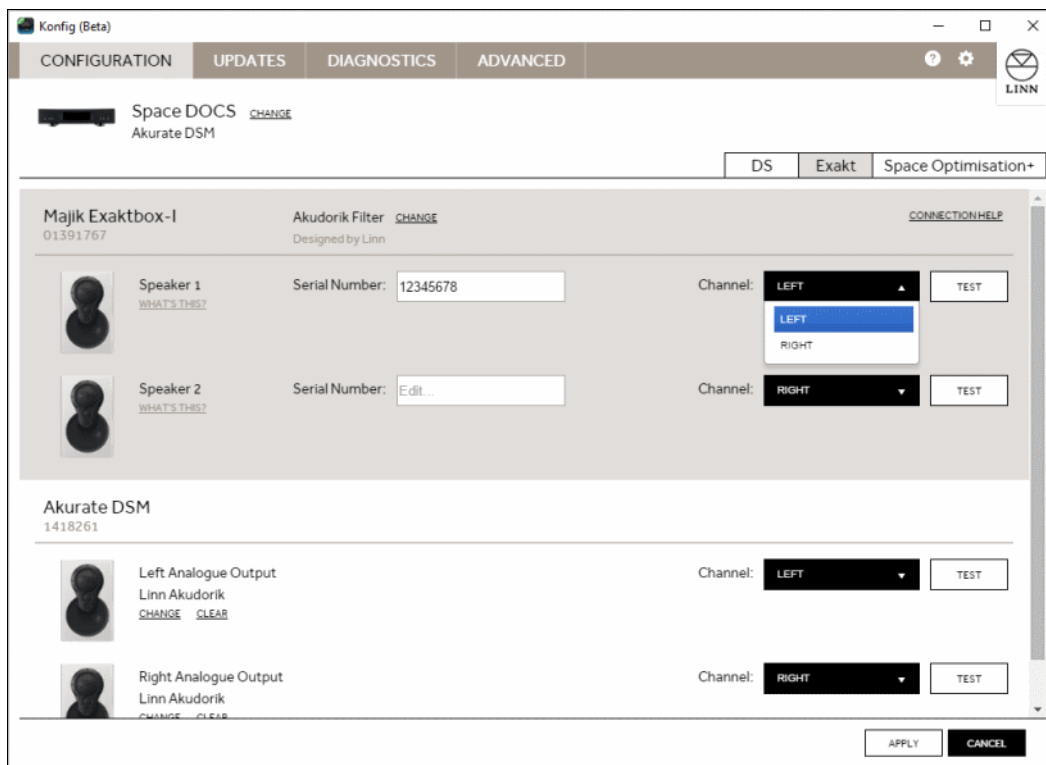 Konfig (Beta)
CONFIGURATION UPDATES DIAGNOSTICS ADVANCED
LINN
Space DOCS CHANGE
Akurate DSM
DS Exakt Space Optimisation+
Majik Exaktbox-I Akudorik Filter CHANGE CONNECTION HELP
01391767 Designed by Linn
Speaker 1 Serial Number: 12345678 Channel: LEFT TEST
WHAT'S THIS?
LEFT
RIGHT
Speaker 2 Serial Number: Edit... Channel: RIGHT TEST
WHAT'S THIS?
Akurate DSM
1418261
Left Analogue Output Channel: LEFT TEST
Linn Akudorik
CHANGE CLEAR
Right Analogue Output Channel: RIGHT TEST
Linn Akudorik
CHANGE CLEAR
APPLY CANCEL